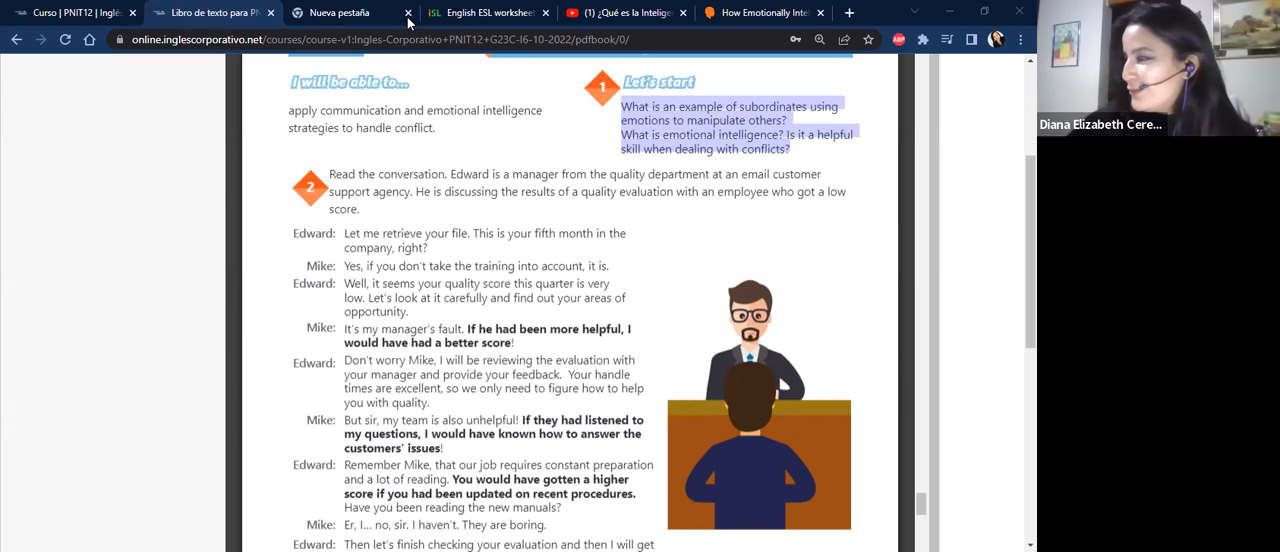 Curso | PNIT12 | Inglés
Libro de texto para PN
Nueva pestaña
iSL English ESL worksheet
(1) ¿Qué es la Intelige
How Emotionally Intel
online.inglescorporativo.net/courses/course-v1:Ingles-Corporativo+PNIT12+G23C-I6-10-2022/pdfbook/0/
ABP
Diana Elizabeth Cere...
I will be able to...
apply communication and emotional intelligence
strategies to handle conflict.
1
Let's start
What is an example of subordinates using
emotions to manipulate others?
What is emotional intelligence? Is it a helpful
skill when dealing with conflicts?
2
Read the conversation. Edward is a manager from the quality department at an email customer
support agency. He is discussing the results of a quality evaluation with an employee who got a low
score.
Edward: Let me retrieve your file. This is your fifth month in the
company, right?
Mike: Yes, if you don't take the training into account, it is.
Edward: Well, it seems your quality score this quarter is very
low. Let's look at it carefully and find out your areas of
opportunity.
Mike: It's my manager's fault. If he had been more helpful, I
would have had a better score!
Edward: Don't worry Mike, I will be reviewing the evaluation with
your manager and provide your feedback. Your handle
times are excellent, so we only need to figure how to help
you with quality.
Mike: But sir, my team is also unhelpful! If they had listened to
my questions, I would have known how to answer the
customers' issues!
Edward: Remember Mike, that our job requires constant preparation
and a lot of reading. You would have gotten a higher
score if you had been updated on recent procedures.
Have you been reading the new manuals?
Mike: Er, I... no, sir. I haven't. They are boring.
Edward: Then let's finish checking your evaluation and then I will get